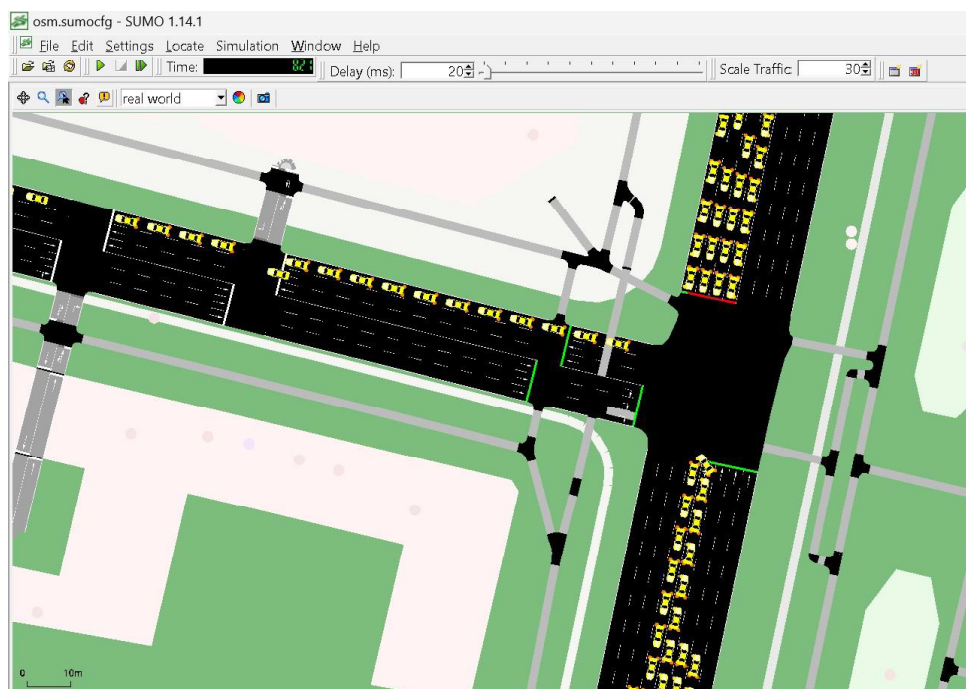 osm.sumocfg - SUMO 1.14.1
File Edit Settings Locate Simulation Window Help
Time: 821 Delay (ms): 20 Scale Traffic: 30
real world
0 10m